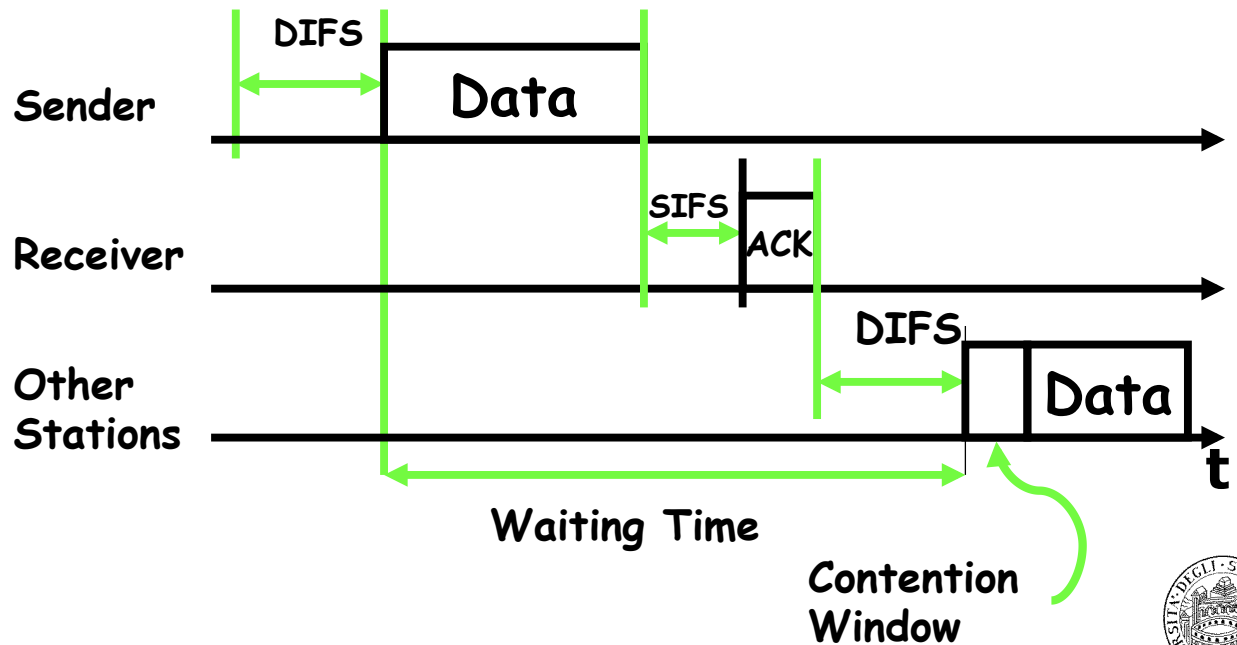 DIFS
Sender
Data
SIFS
ACK
Receiver
DIFS
Other
Stations
Data
t
Waiting Time
Contention
Window